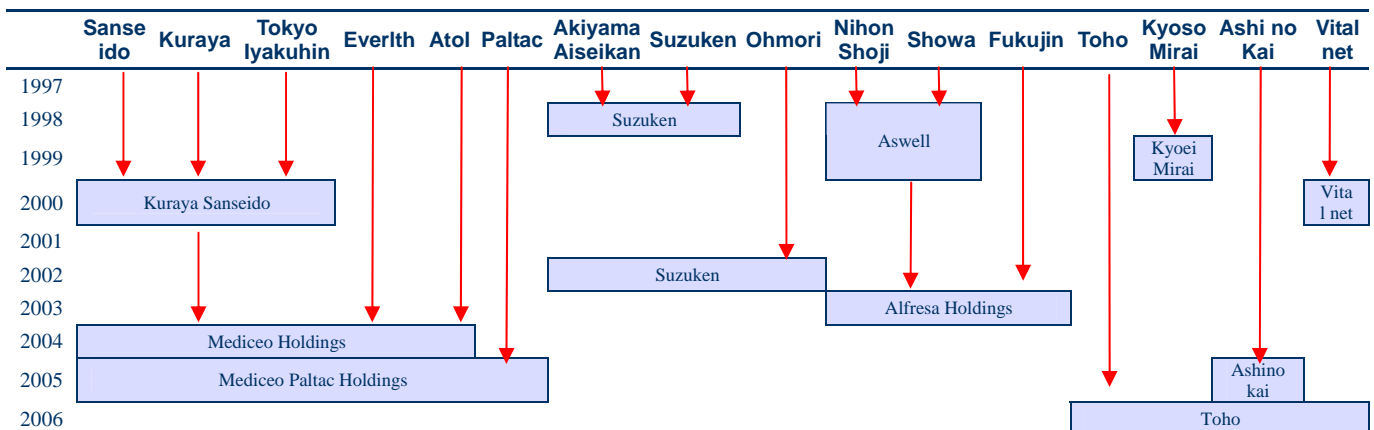 Sanse Kuraya Tokyo Everlth Atol Paltac Akiyama Suzuken Ohmori Nihon Showa Fukujin Toho Kyoso Ashi no Vital
ido Iyakuhin Aiseikan Shoji Mirai Kai net
1997
1998 Suzuken
Aswell
1999 Kyoei
Mirai
2000 Kuraya Sanseido Vita
l net
2001
2002 Suzuken
2003 Alfresa Holdings
2004 Mediceo Holdings
2005 Mediceo Paltac Holdings Ashino
kai
2006 Toho